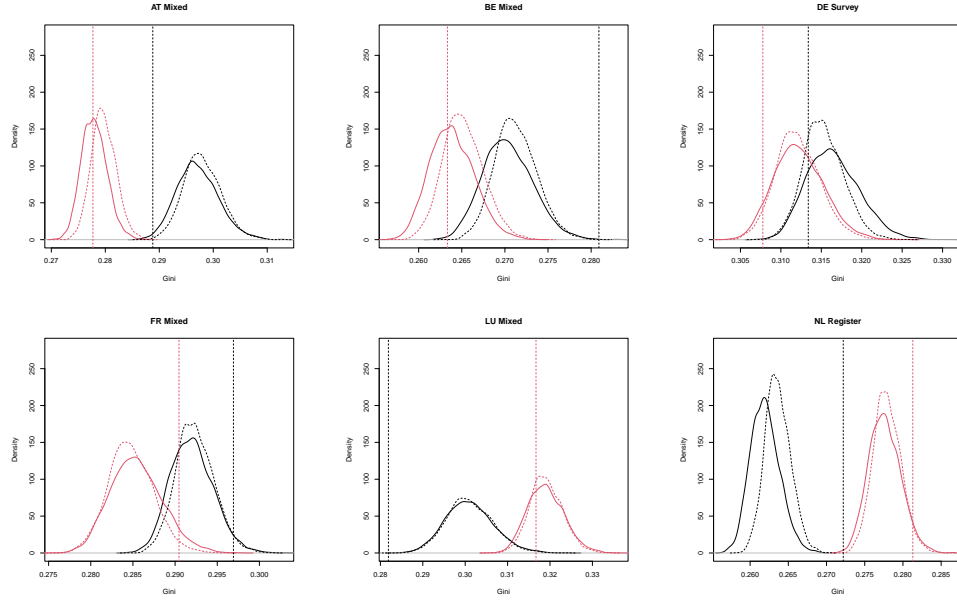 AT Mixed
Density
0 50 100 150 200 250
0.27 0.28 0.29 0.30 0.31
Gini
BE Mixed
Density
0 50 100 150 200 250
0.260 0.265 0.270 0.275 0.280
Gini
DE Survey
Density
0 50 100 150 200 250
0.305 0.310 0.315 0.320 0.325 0.330
Gini
FR Mixed
Density
0 50 100 150 200 250
0.275 0.280 0.285 0.290 0.295 0.300
Gini
LU Mixed
Density
0 50 100 150 200 250
0.28 0.29 0.30 0.31 0.32 0.33
Gini
NL Register
Density
0 50 100 150 200 250
0.260 0.265 0.270 0.275 0.280 0.285
Gini